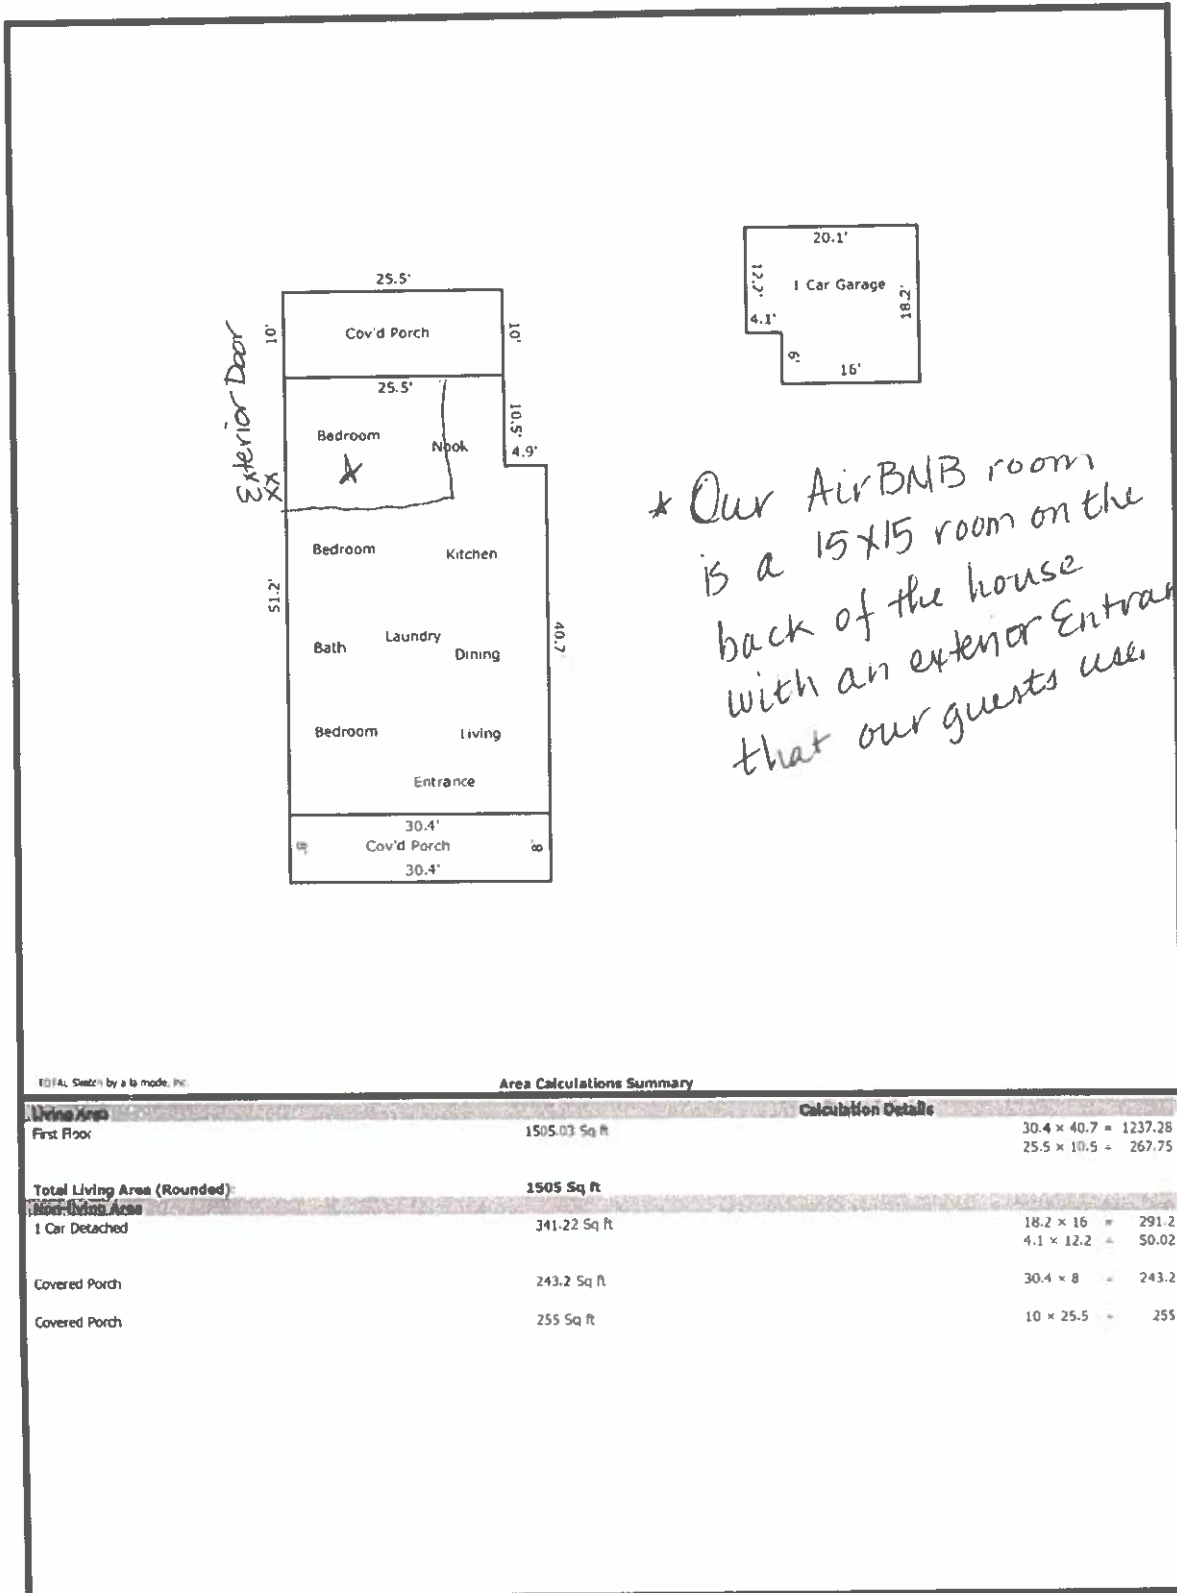 25.5'
10'
Cov'd Porch
10'
25.5'
Exterior Door
XX
Bedroom
Nook
10.5'
4.9'
Bedroom
Kitchen
51.2'
Bath
Laundry
Dining
40.7'
Bedroom
Living
Entrance
30.4'
8'
Cov'd Porch
8'
30.4'
20.1'
12.2'
1 Car Garage
18.2'
4.1'
6'
16'
* Our AirBNB room
is a 15x15 room on the
back of the house
with an exterior Entran
that our guests use.
TOTAL Sketch by a la mode, inc.
Area Calculations Summary
Living Area
Calculation Details
First Floor 1505.03 Sq ft 30.4 × 40.7 = 1237.28
25.5 × 10.5 = 267.75
Total Living Area (Rounded): 1505 Sq ft
Non-living Area
1 Car Detached 341.22 Sq ft 18.2 × 16 = 291.2
4.1 × 12.2 = 50.02
Covered Porch 243.2 Sq ft 30.4 × 8 = 243.2
Covered Porch 255 Sq ft 10 × 25.5 = 255